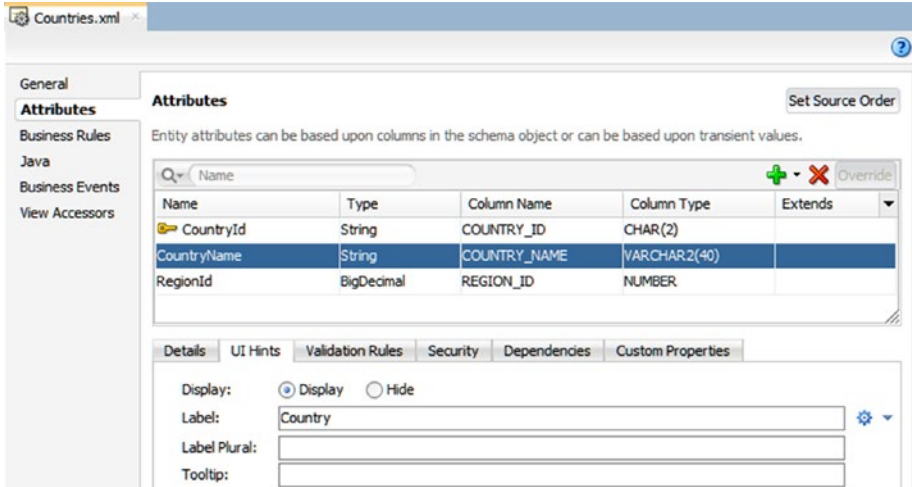 Countries.xml
General
Attributes
Business Rules
Java
Business Events
View Accessors
Attributes
Set Source Order
Entity attributes can be based upon columns in the schema object or can be based upon transient values.
Name
Override
Name Type Column Name Column Type Extends
CountryId String COUNTRY_ID CHAR(2)
CountryName String COUNTRY_NAME VARCHAR2(40)
RegionId BigDecimal REGION_ID NUMBER
Details UI Hints Validation Rules Security Dependencies Custom Properties
Display: Display Hide
Label: Country
Label Plural:
Tooltip: